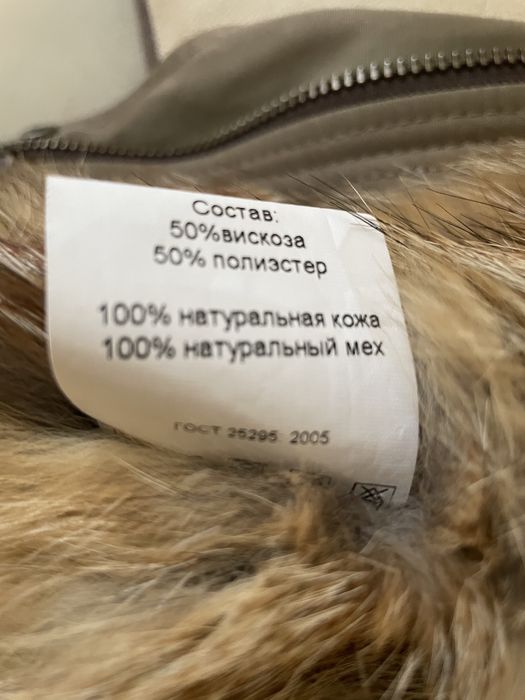 Состав:
50%вискоза
50% полиэстер
100% натуральная кожа
100% натуральный мех
ГОСТ 25295 2005